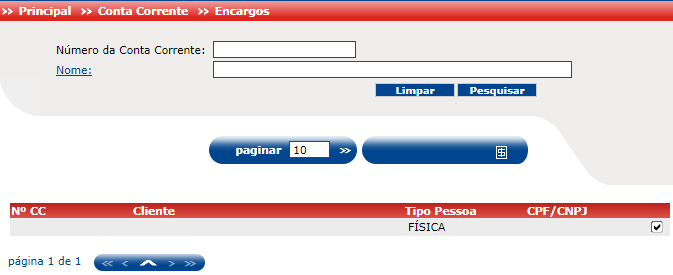 >> Principal >> Conta Corrente >> Encargos
Número da Conta Corrente:
Nome:
Limpar Pesquisar
paginar 10 >>
Nº CC Cliente Tipo Pessoa CPF/CNPJ
FÍSICA
página 1 de 1 << < > >>